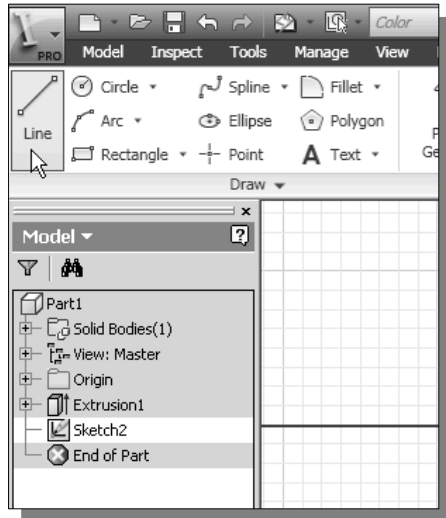 Color
PRO Model Inspect Tools Manage View
Line
Circle Spline Fillet
Arc Ellipse Polygon
Rectangle Point A Text
Ge
Draw
Model
Part1
Solid Bodies(1)
View: Master
Origin
Extrusion1
Sketch2
End of Part